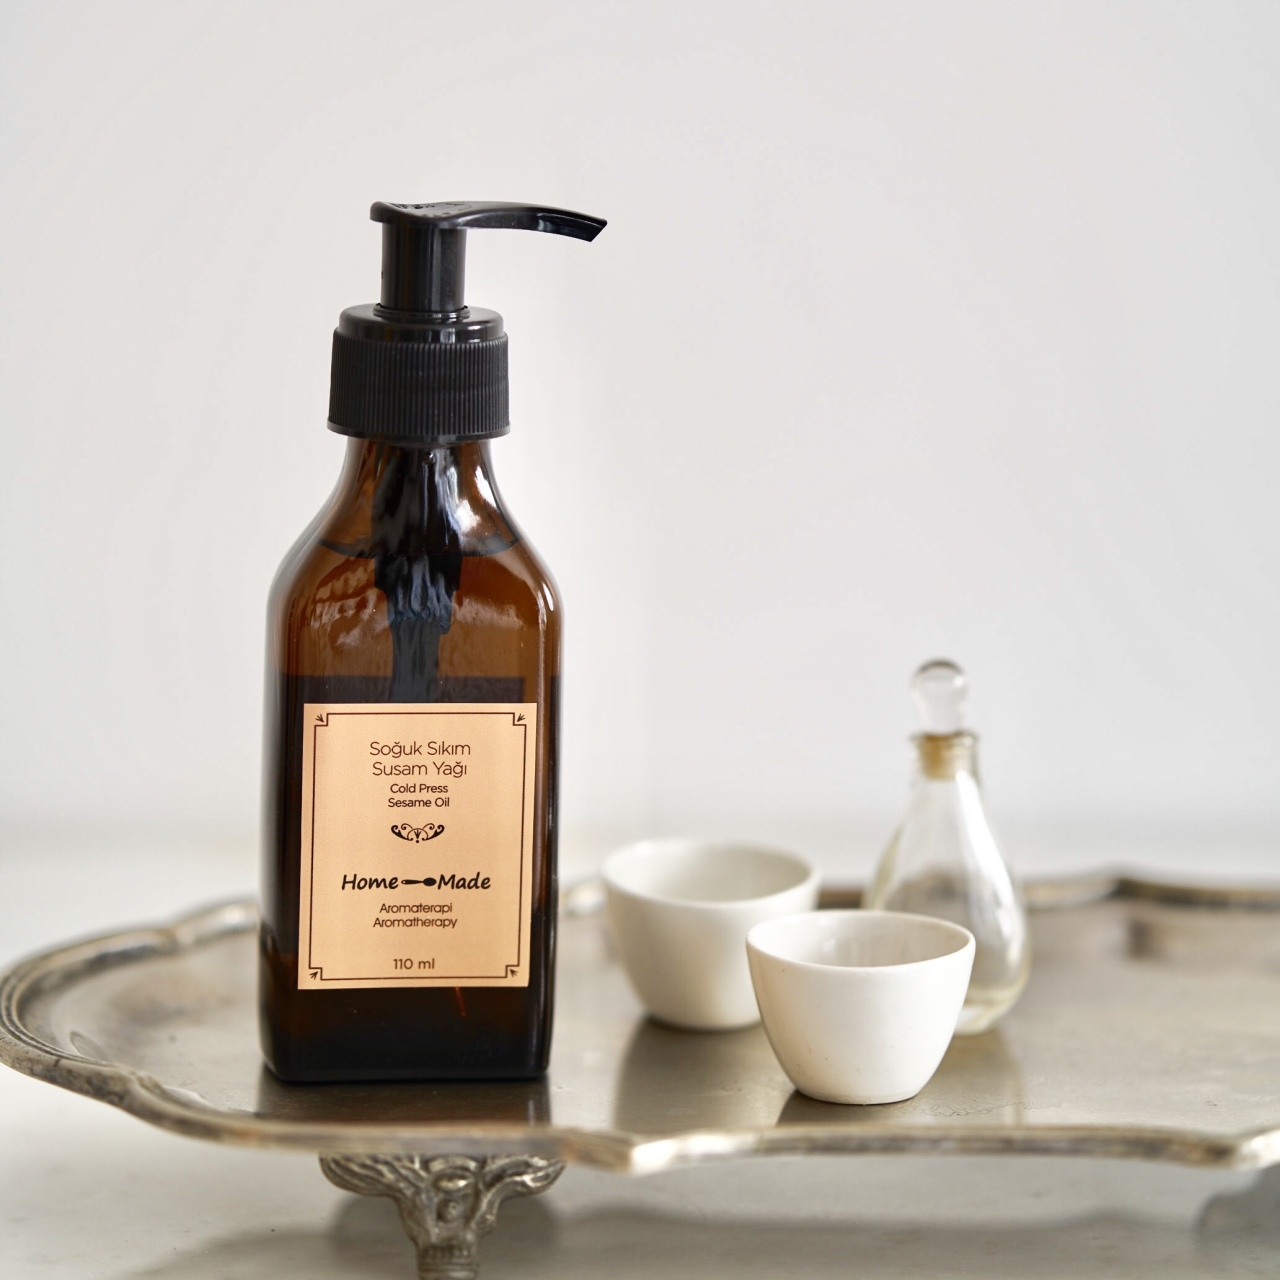 Soğuk Sıkım
Susam Yağı
Cold Press
Sesame Oil
Home Made
Aromaterapi
Aromatherapy
110 ml